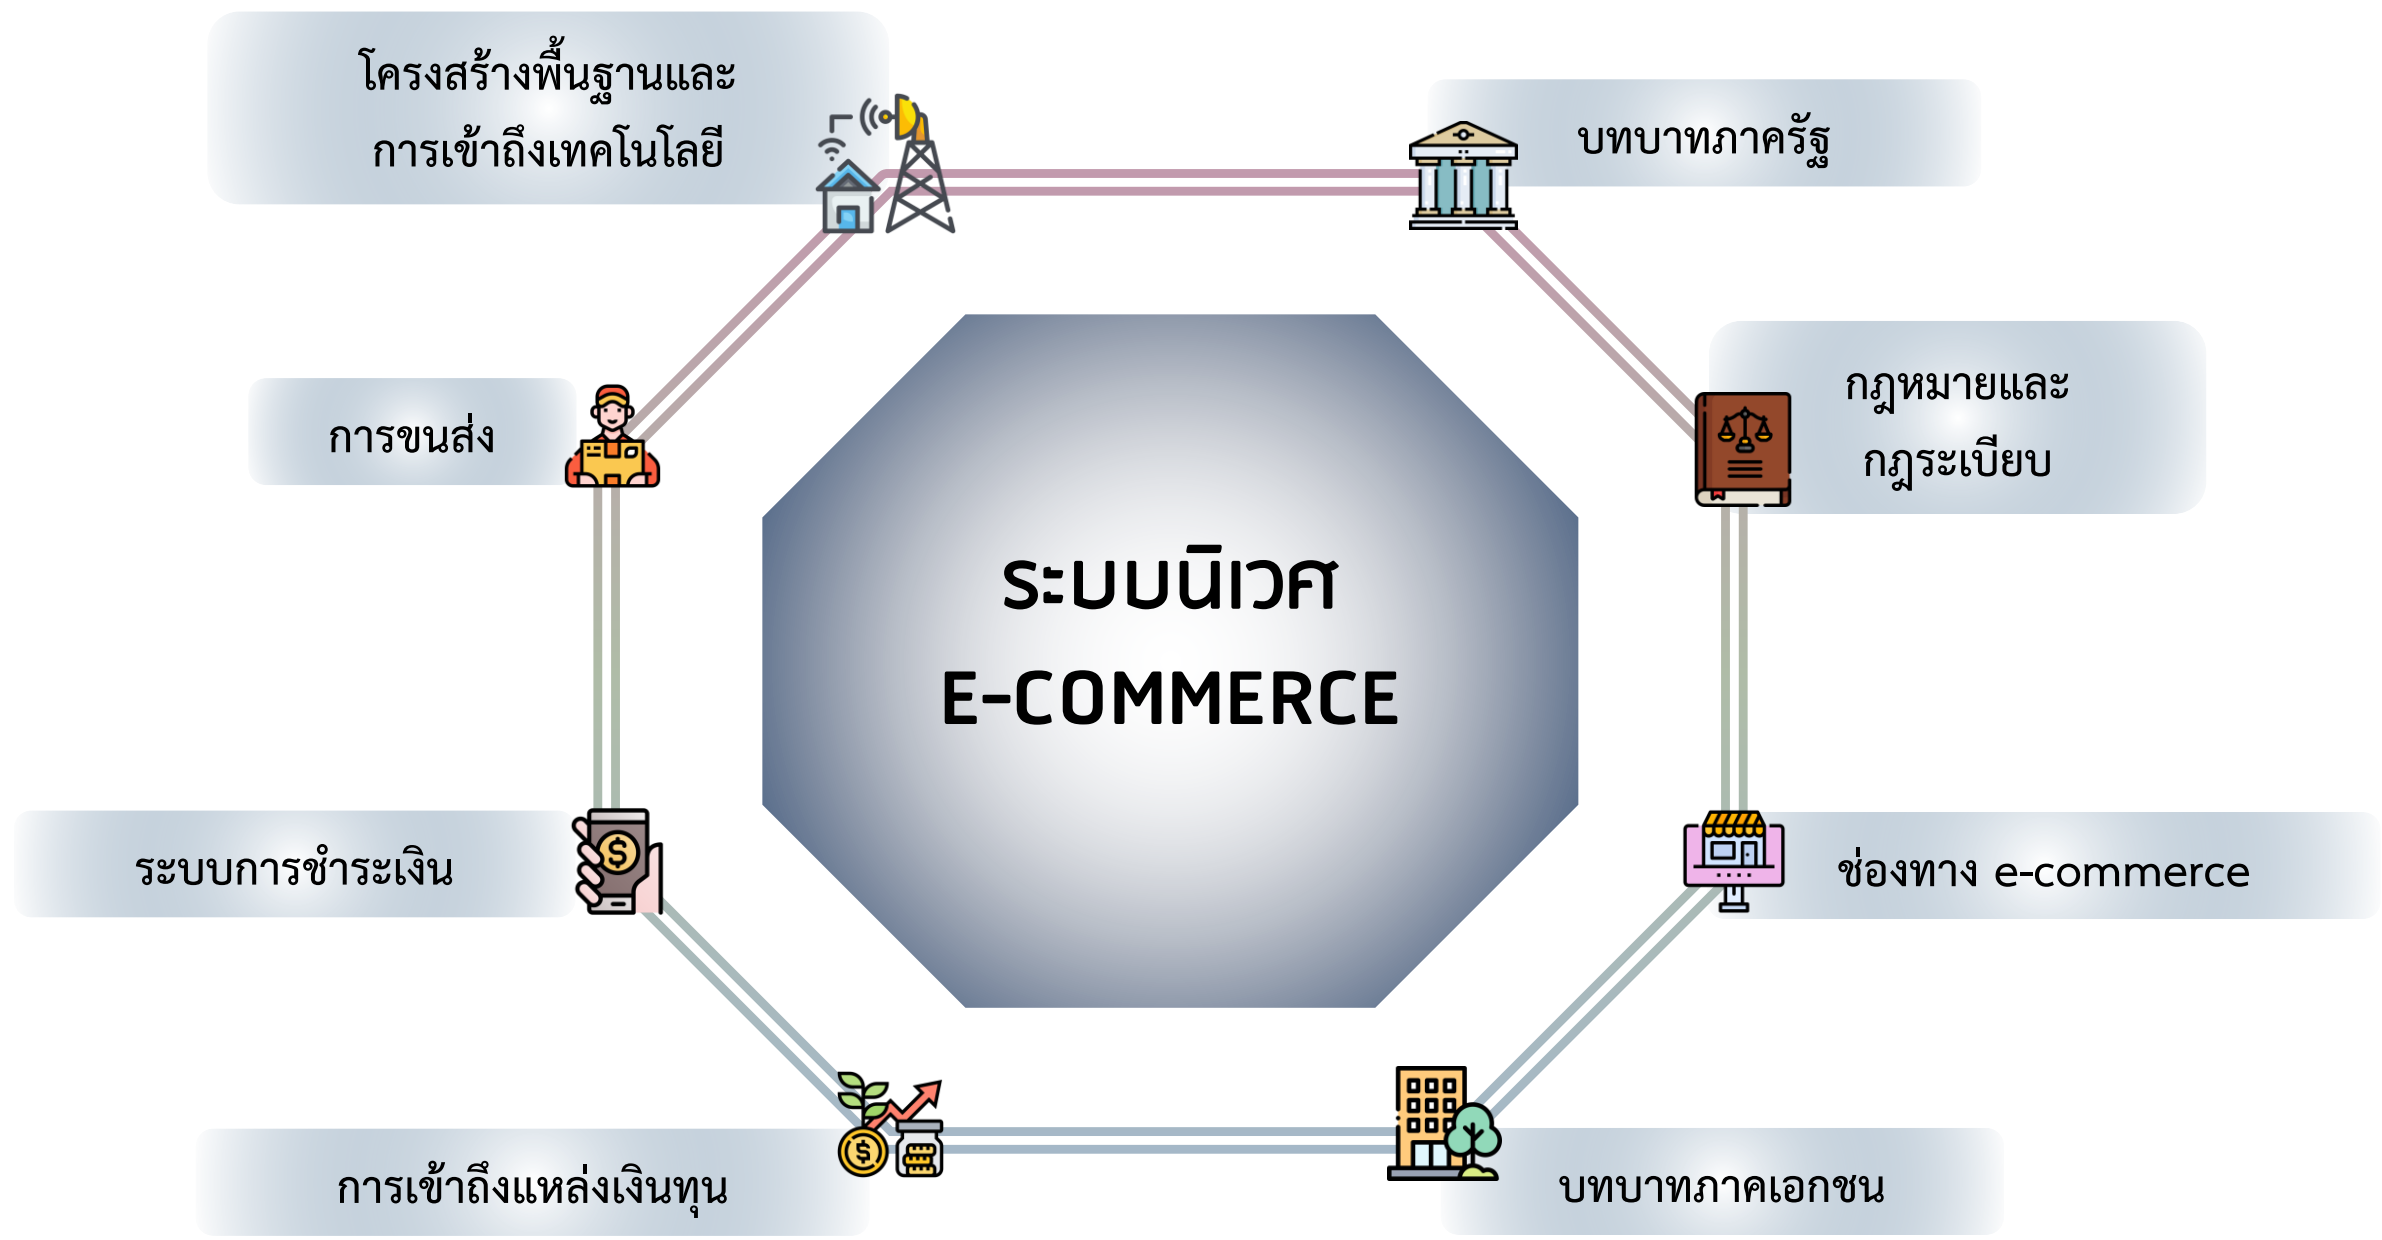 โครงสร้างพื้นฐานและ
การเข้าถึงเทคโนโลยี
บทบาทภาครัฐ
กฎหมายและ
กฎระเบียบ
การขนส่ง
ระบบนิเวศ
E-COMMERCE
ระบบการชำระเงิน
ช่องทาง e-commerce
การเข้าถึงแหล่งเงินทุน
บทบาทภาคเอกชน